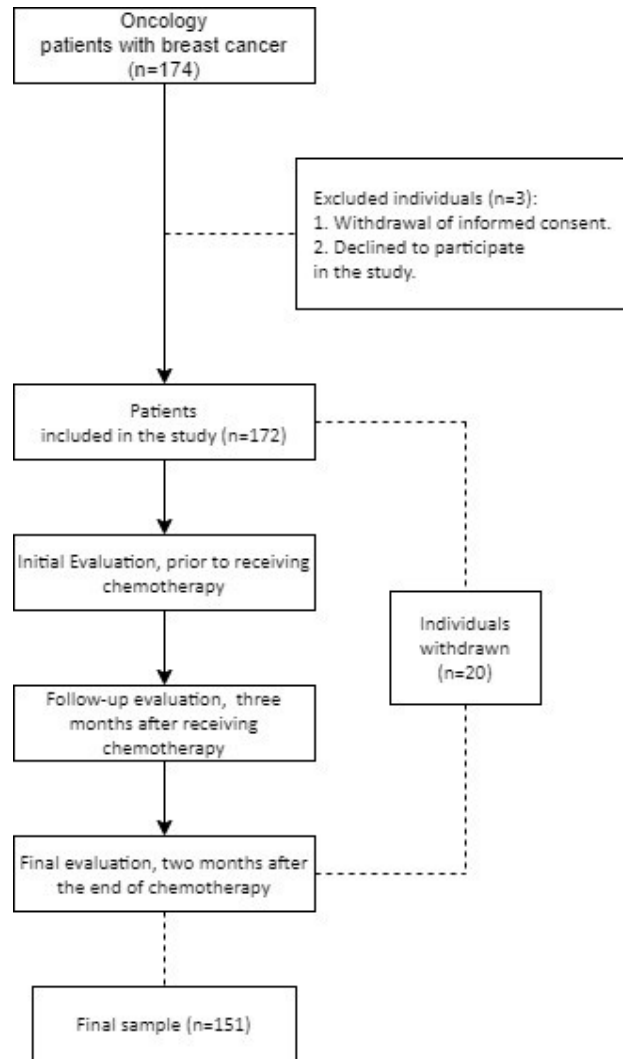 Oncology
patients with breast cancer
(n=174)
Excluded individuals (n=3):
1. Withdrawal of informed consent.
2. Declined to participate
in the study.
Patients
included in the study (n=172)
Initial Evaluation, prior to receiving
chemotherapy
Individuals
withdrawn
(n=20)
Follow-up evaluation, three
months after receiving
chemotherapy
Final evaluation, two months after
the end of chemotherapy
Final sample (n=151)